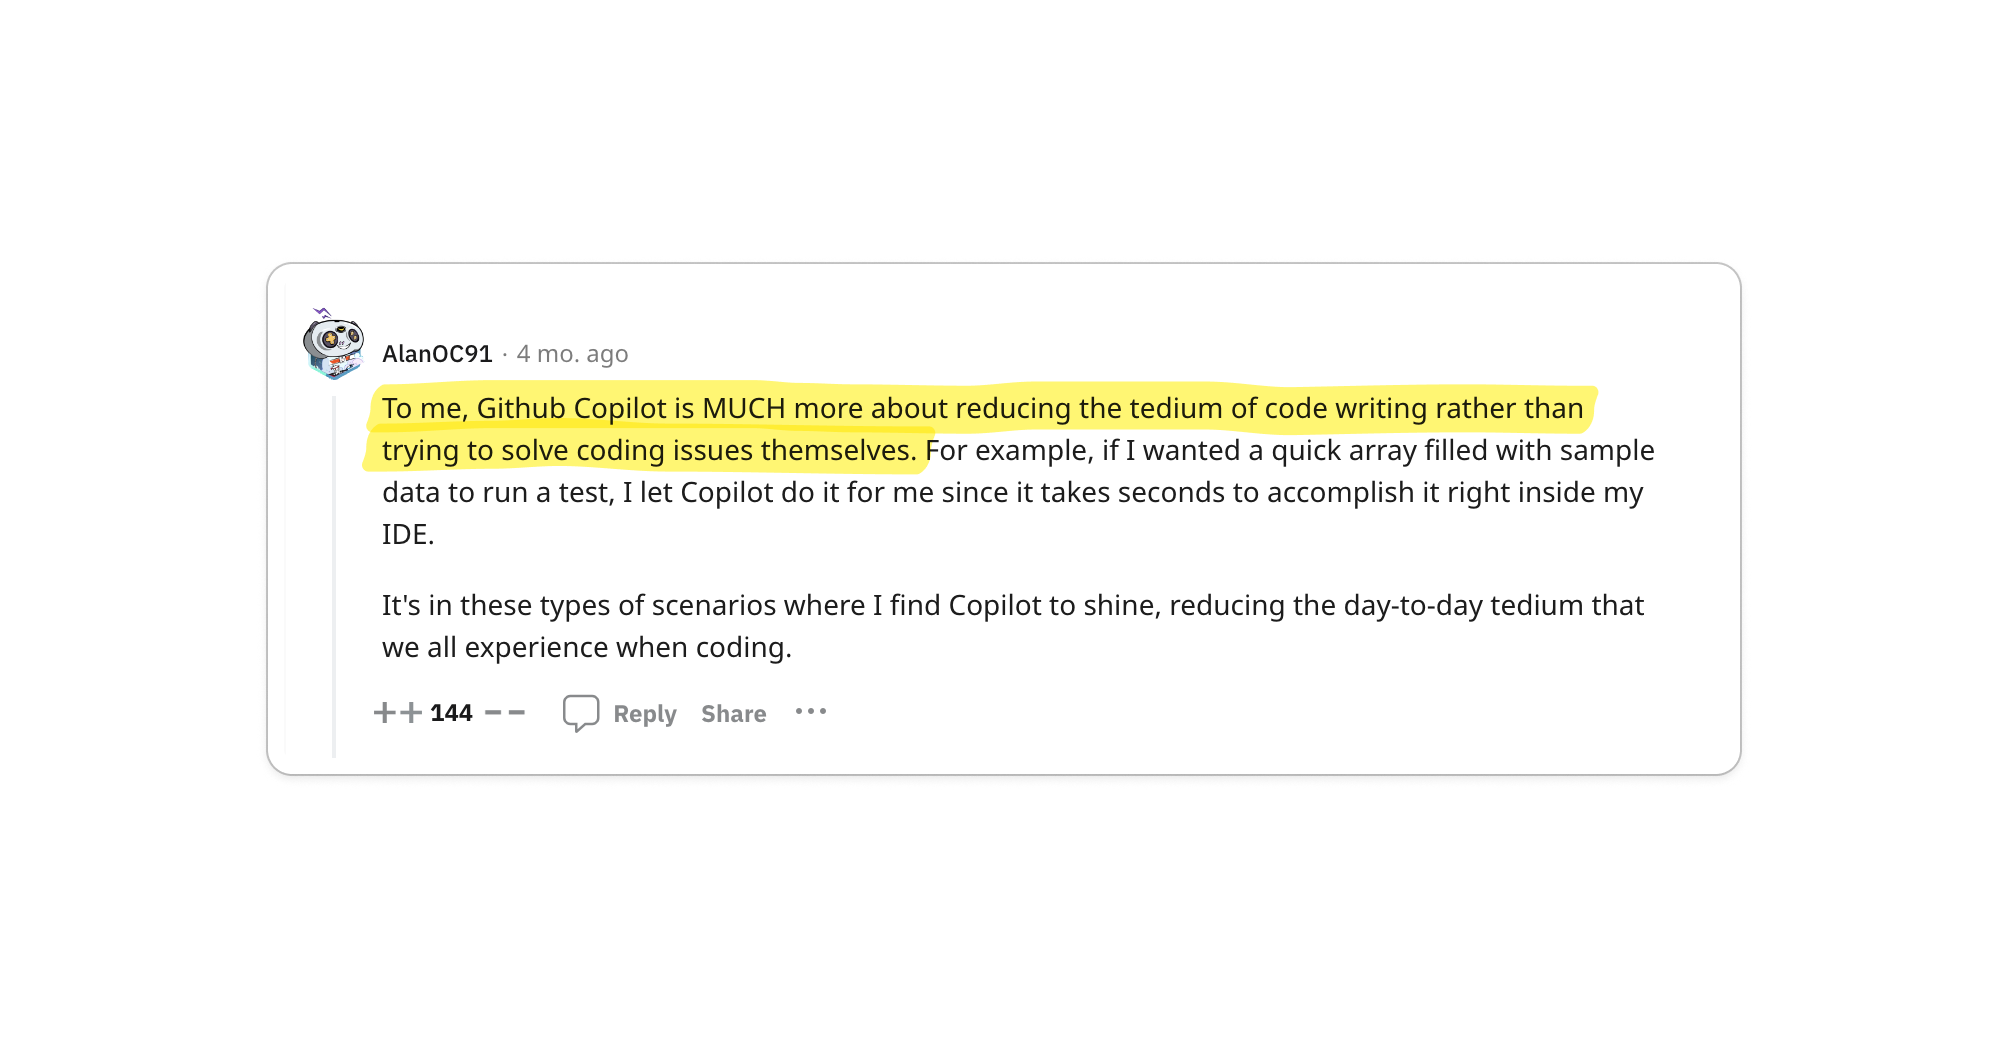 AlanOC91 · 4 mo. ago
To me, Github Copilot is MUCH more about reducing the tedium of code writing rather than
trying to solve coding issues themselves. For example, if I wanted a quick array filled with sample
data to run a test, I let Copilot do it for me since it takes seconds to accomplish it right inside my
IDE.
It's in these types of scenarios where I find Copilot to shine, reducing the day-to-day tedium that
we all experience when coding.
++ 144 −− Reply Share ···